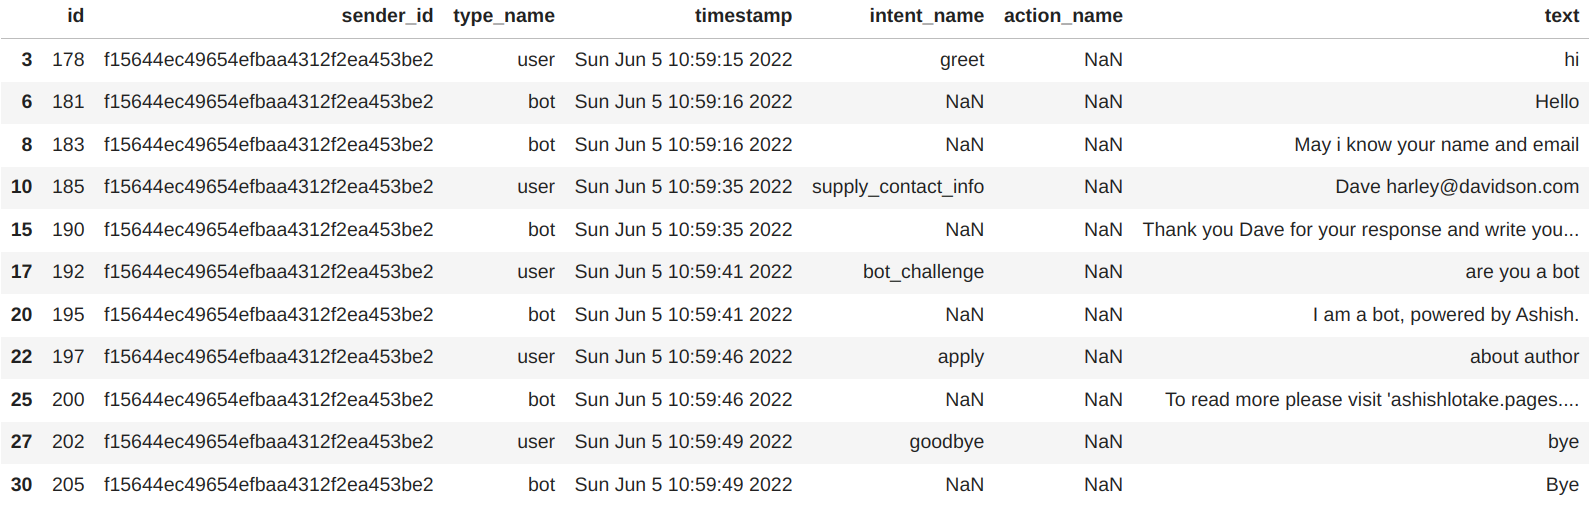 id sender_id type_name timestamp intent_name action_name text
3 178 f15644ec49654efbaa4312f2ea453be2 user Sun Jun 5 10:59:15 2022 greet NaN hi
6 181 f15644ec49654efbaa4312f2ea453be2 bot Sun Jun 5 10:59:16 2022 NaN NaN Hello
8 183 f15644ec49654efbaa4312f2ea453be2 bot Sun Jun 5 10:59:16 2022 NaN NaN May i know your name and email
10 185 f15644ec49654efbaa4312f2ea453be2 user Sun Jun 5 10:59:35 2022 supply_contact_info NaN Dave harley@davidson.com
15 190 f15644ec49654efbaa4312f2ea453be2 bot Sun Jun 5 10:59:35 2022 NaN NaN Thank you Dave for your response and write you...
17 192 f15644ec49654efbaa4312f2ea453be2 user Sun Jun 5 10:59:41 2022 bot_challenge NaN are you a bot
20 195 f15644ec49654efbaa4312f2ea453be2 bot Sun Jun 5 10:59:41 2022 NaN NaN I am a bot, powered by Ashish.
22 197 f15644ec49654efbaa4312f2ea453be2 user Sun Jun 5 10:59:46 2022 apply NaN about author
25 200 f15644ec49654efbaa4312f2ea453be2 bot Sun Jun 5 10:59:46 2022 NaN NaN To read more please visit 'ashishlotake.pages....
27 202 f15644ec49654efbaa4312f2ea453be2 user Sun Jun 5 10:59:49 2022 goodbye NaN bye
30 205 f15644ec49654efbaa4312f2ea453be2 bot Sun Jun 5 10:59:49 2022 NaN NaN Bye